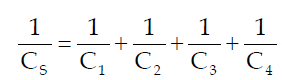 1/C_S = 1/C_1 + 1/C_2 + 1/C_3 + 1/C_4